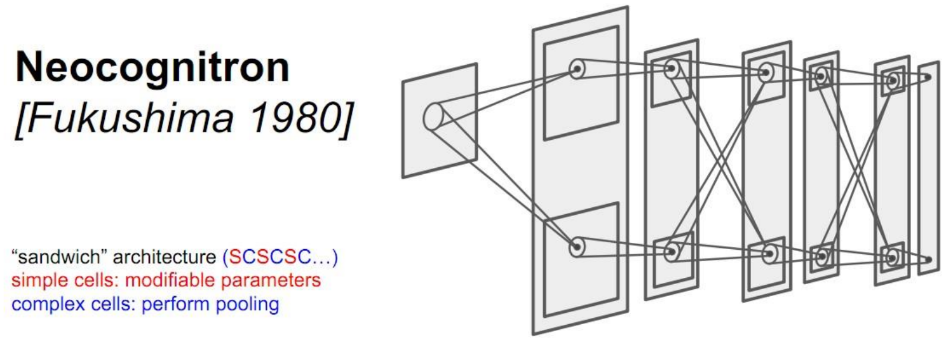 Neocognitron
[Fukushima 1980]
“sandwich” architecture (SCSCSC…)
simple cells: modifiable parameters
complex cells: perform pooling